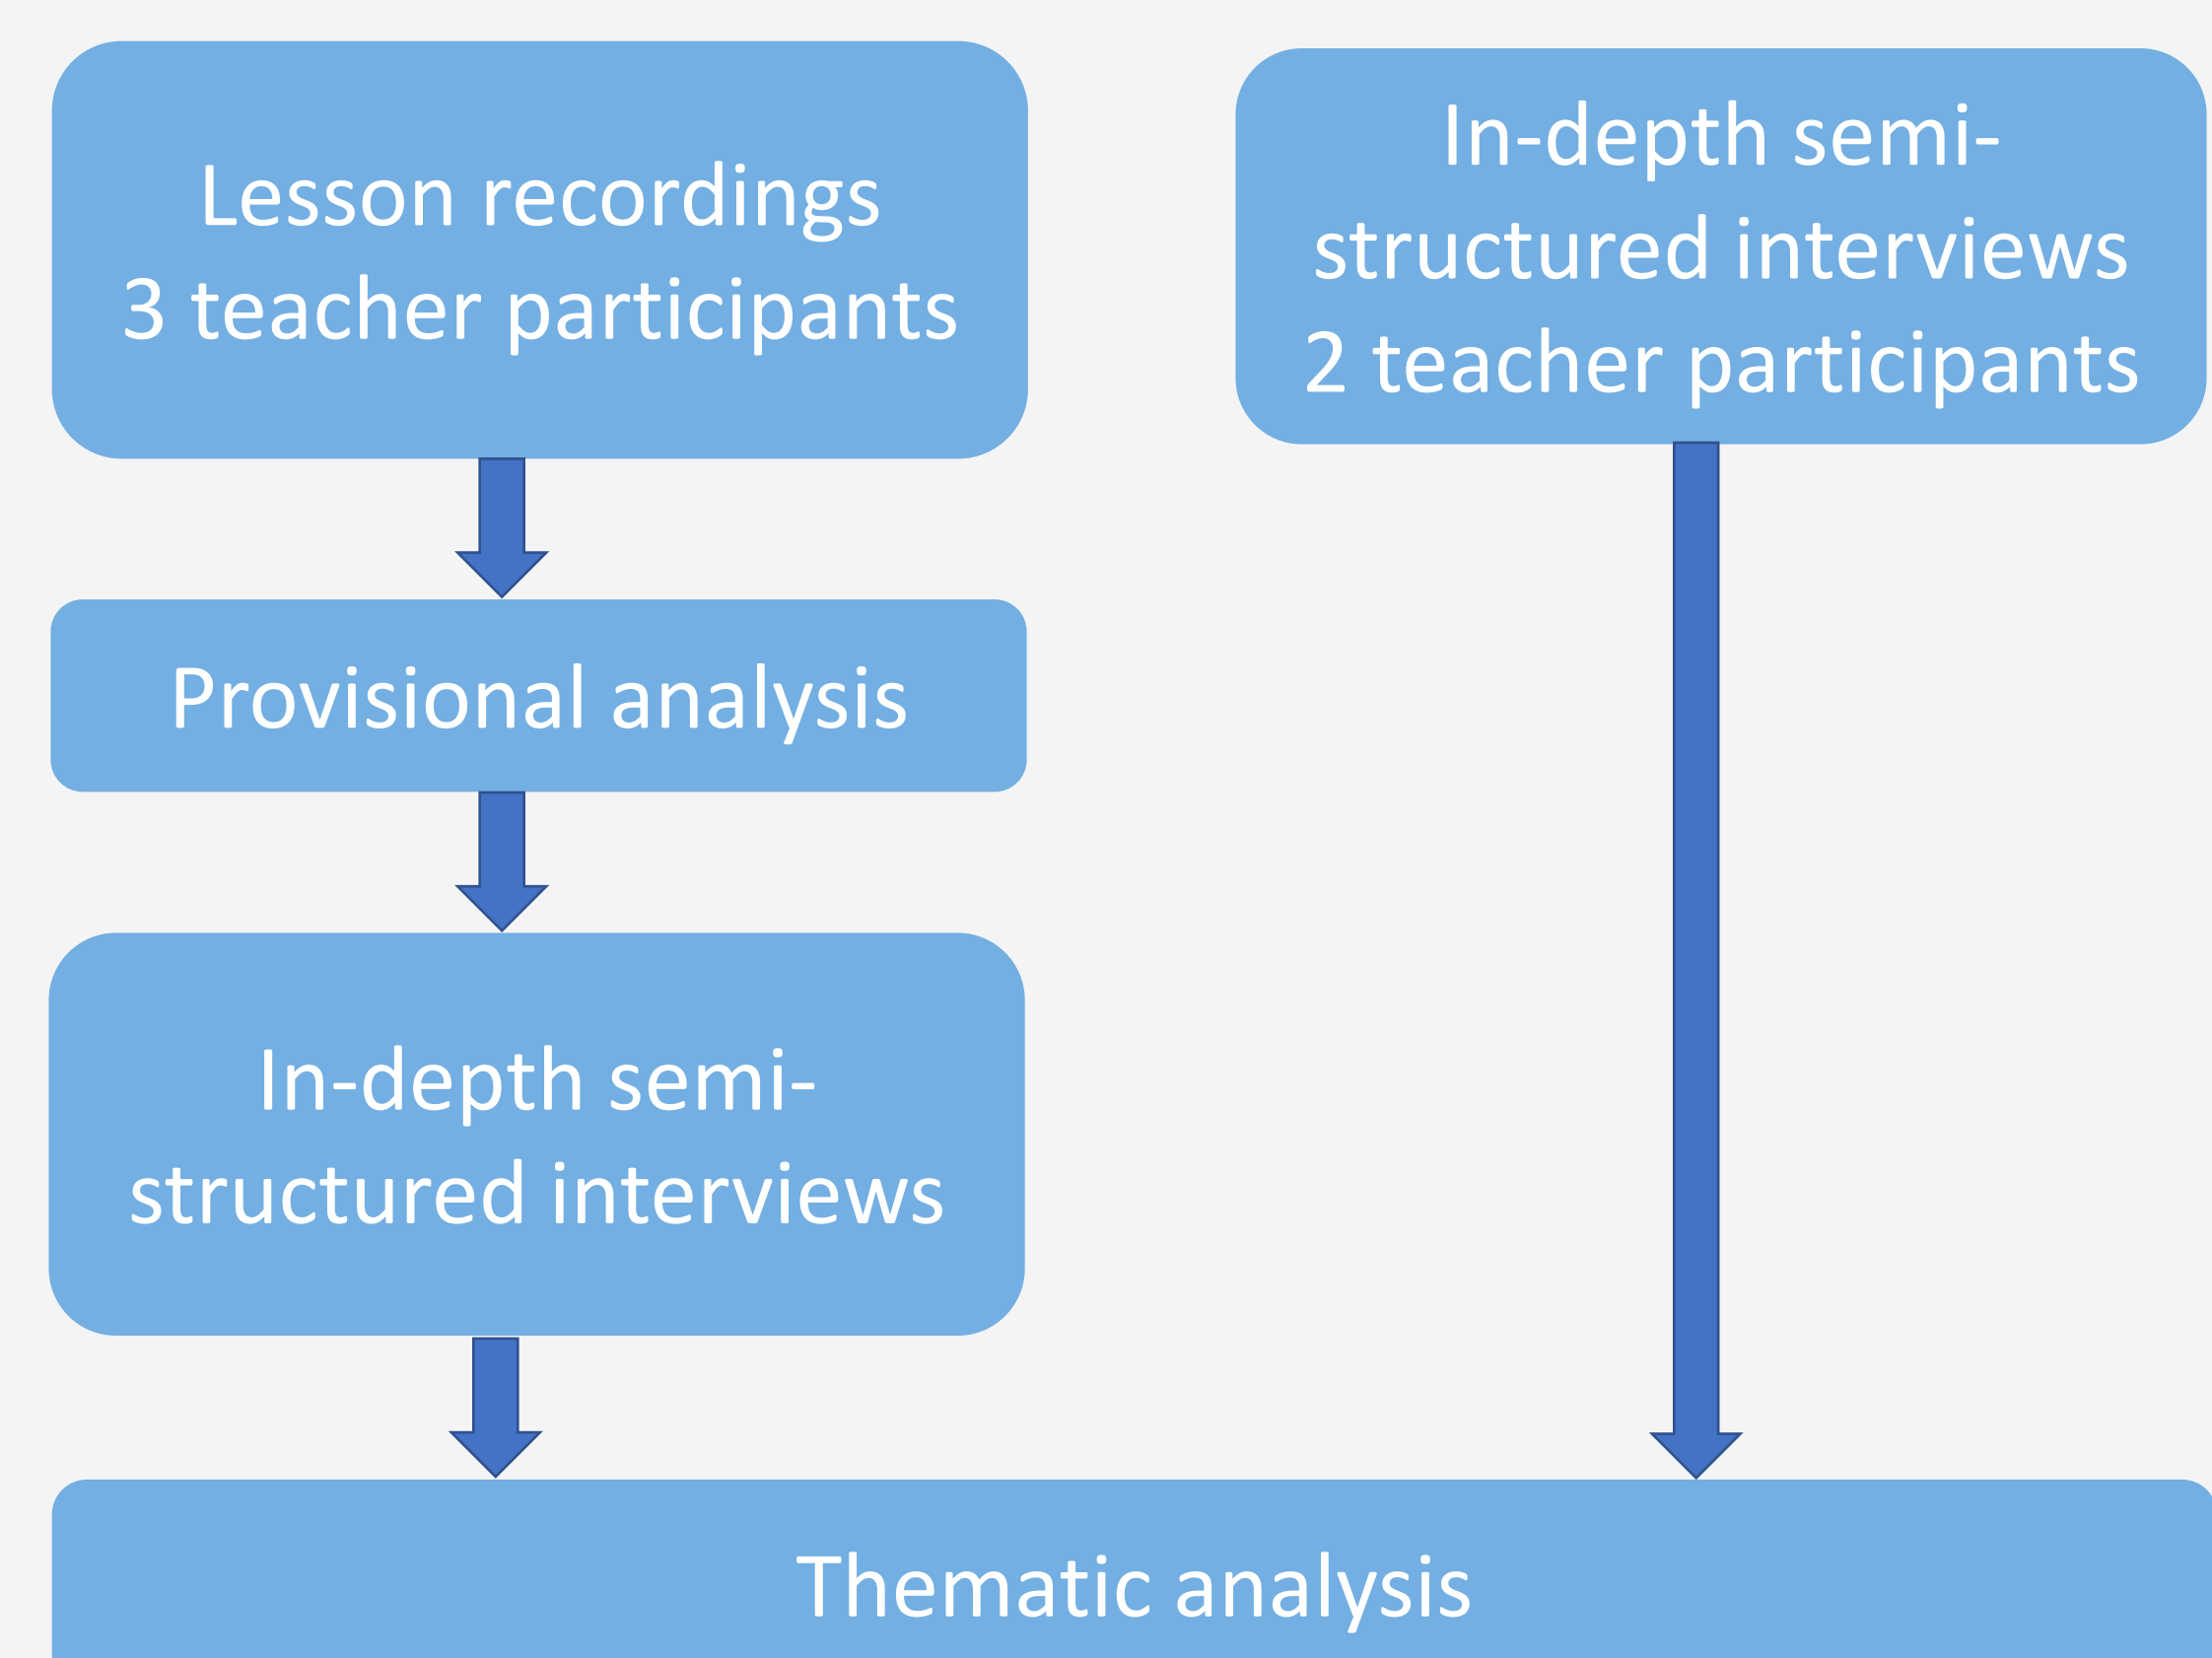 Lesson recordings
3 teacher participants
In-depth semi-
structured interviews
2 teacher participants
Provisional analysis
In-depth semi-
structured interviews
Thematic analysis